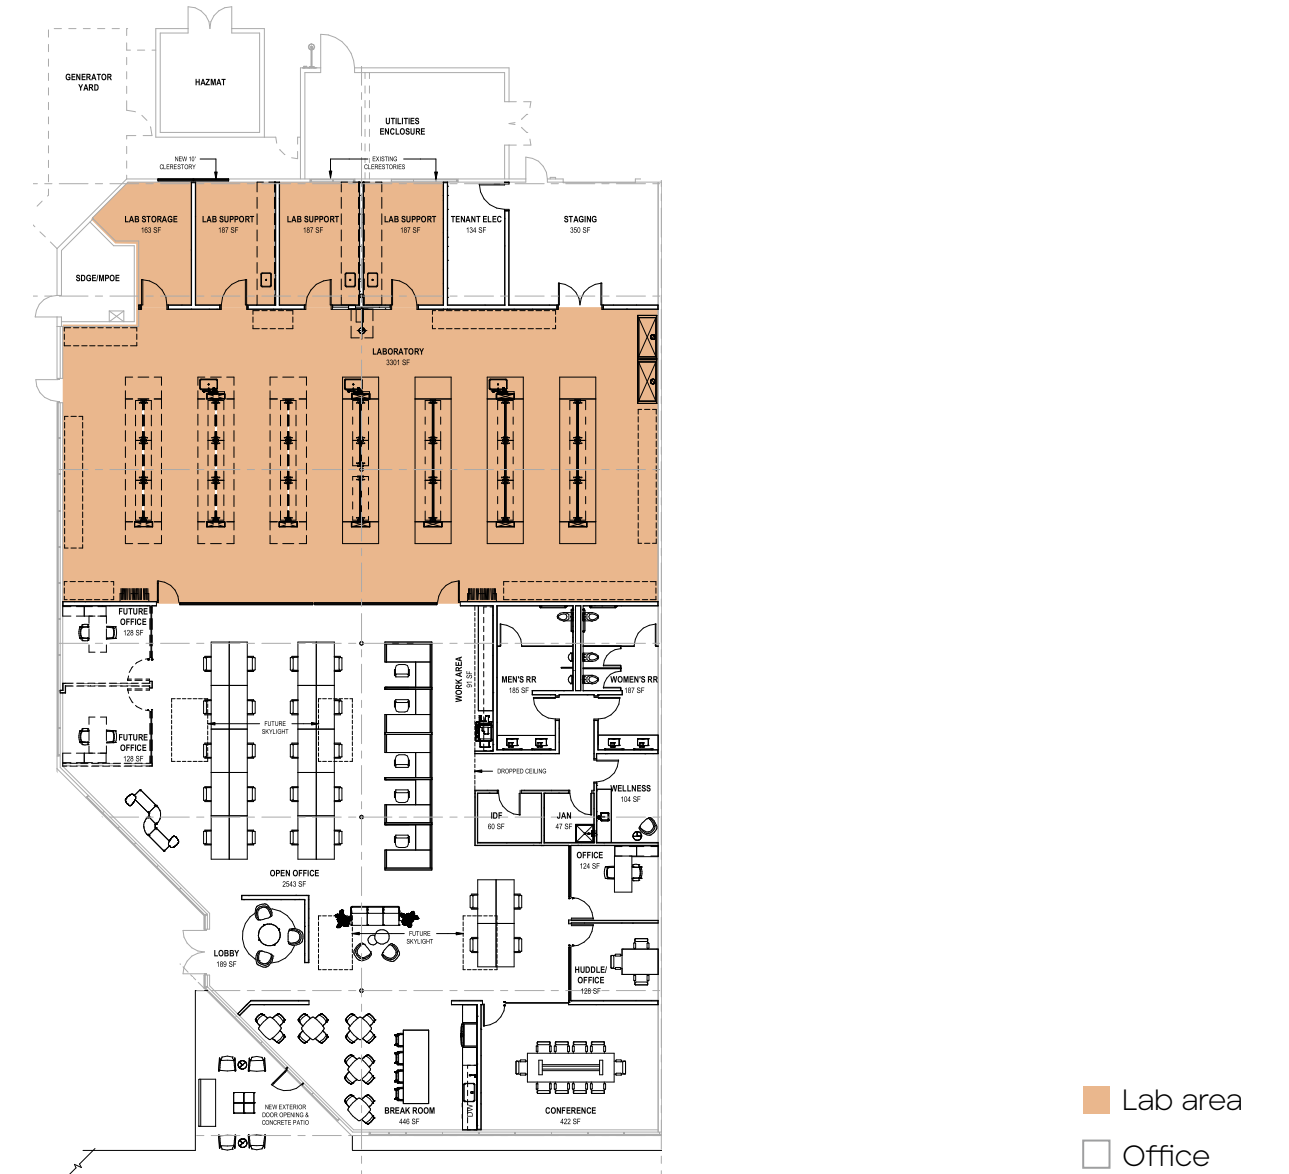 GENERATOR
YARD
HAZMAT
UTILITIES
ENCLOSURE
NEW 10'
CLERESTORY
EXISTING
CLERESTORIES
LAB STORAGE
163 SF
LAB SUPPORT
187 SF
LAB SUPPORT
187 SF
LAB SUPPORT
187 SF
TENANT ELEC
134 SF
STAGING
350 SF
SDGE/MPOE
LABORATORY
3301 SF
FUTURE
OFFICE
128 SF
FUTURE
OFFICE
128 SF
FUTURE
SKYLIGHT
WORK AREA
91 SF
MEN'S RR
185 SF
WOMEN'S RR
187 SF
DROPPED CEILING
IDF
60 SF
JAN
47 SF
WELLNESS
104 SF
OPEN OFFICE
2543 SF
OFFICE
124 SF
LOBBY
189 SF
FUTURE
SKYLIGHT
HUDDLE/
OFFICE
128 SF
NEW EXTERIOR
DOOR OPENING &
CONCRETE PATIO
BREAK ROOM
446 SF
DW
CONFERENCE
422 SF
Lab area
Office